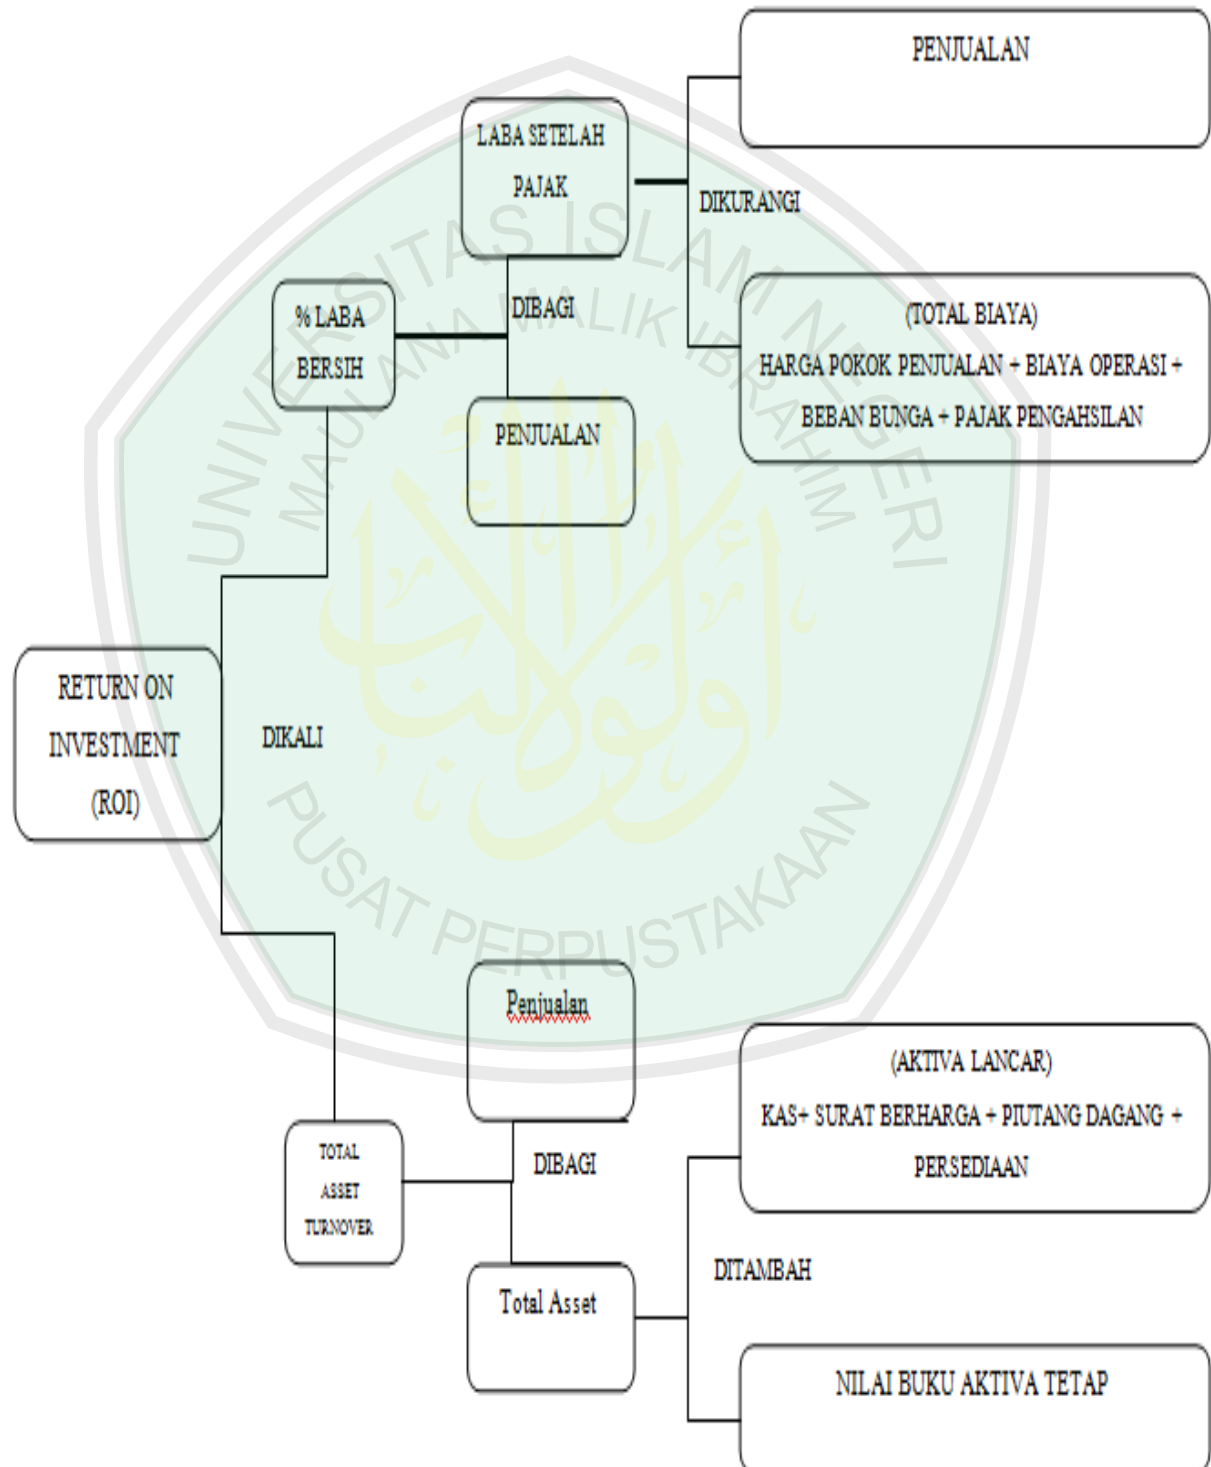 PENJUALAN
LABA SETELAH
PAJAK
DIKURANGI
% LABA
BERSIH
DIBAGI
(TOTAL BIAYA)
HARGA POKOK PENJUALAN + BIAYA OPERASI +
BEBAN BUNGA + PAJAK PENGAHSILAN
PENJUALAN
RETURN ON
INVESTMENT
(ROI)
DIKALI
Penjualan
TOTAL
ASSET
TURNOVER
DIBAGI
(AKTIVA LANCAR)
KAS+ SURAT BERHARGA + PIUTANG DAGANG +
PERSEDIAAN
Total Asset
DITAMBAH
NILAI BUKU AKTIVA TETAP
UNIVERSITAS ISLAM NEGERI
MAULANA MALIK IBRAHIM
PUSAT PERPUSTAKAAN